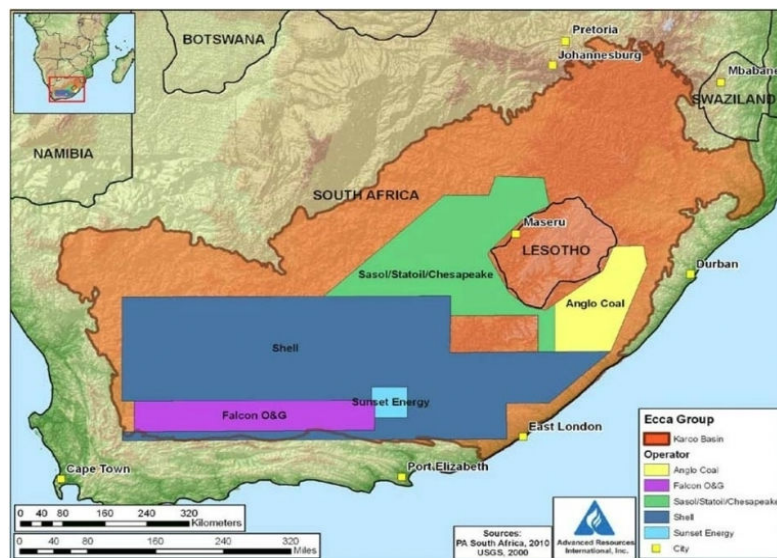 BOTSWANA
Pretoria
Johannesburg
Mbabane
SWAZILAND
NAMIBIA
SOUTH AFRICA
Maseru
LESOTHO
Durban
Sasol/Statoil/Chesapeake
Anglo Coal
Shell
Sunset Energy
Falcon O&G
East London
Port Elizabeth
Cape Town
Ecca Group
Karoo Basin
Operator
Anglo Coal
Falcon O&G
Sasol/Statoil/Chesapeake
Shell
Sunset Energy
City
0 40 80 160 240 320
Kilometers
0 40 80 160 240 320
Miles
Sources:
PA South Africa, 2010
USGS, 2000
ADVANCED RESOURCES
INTERNATIONAL, INC.